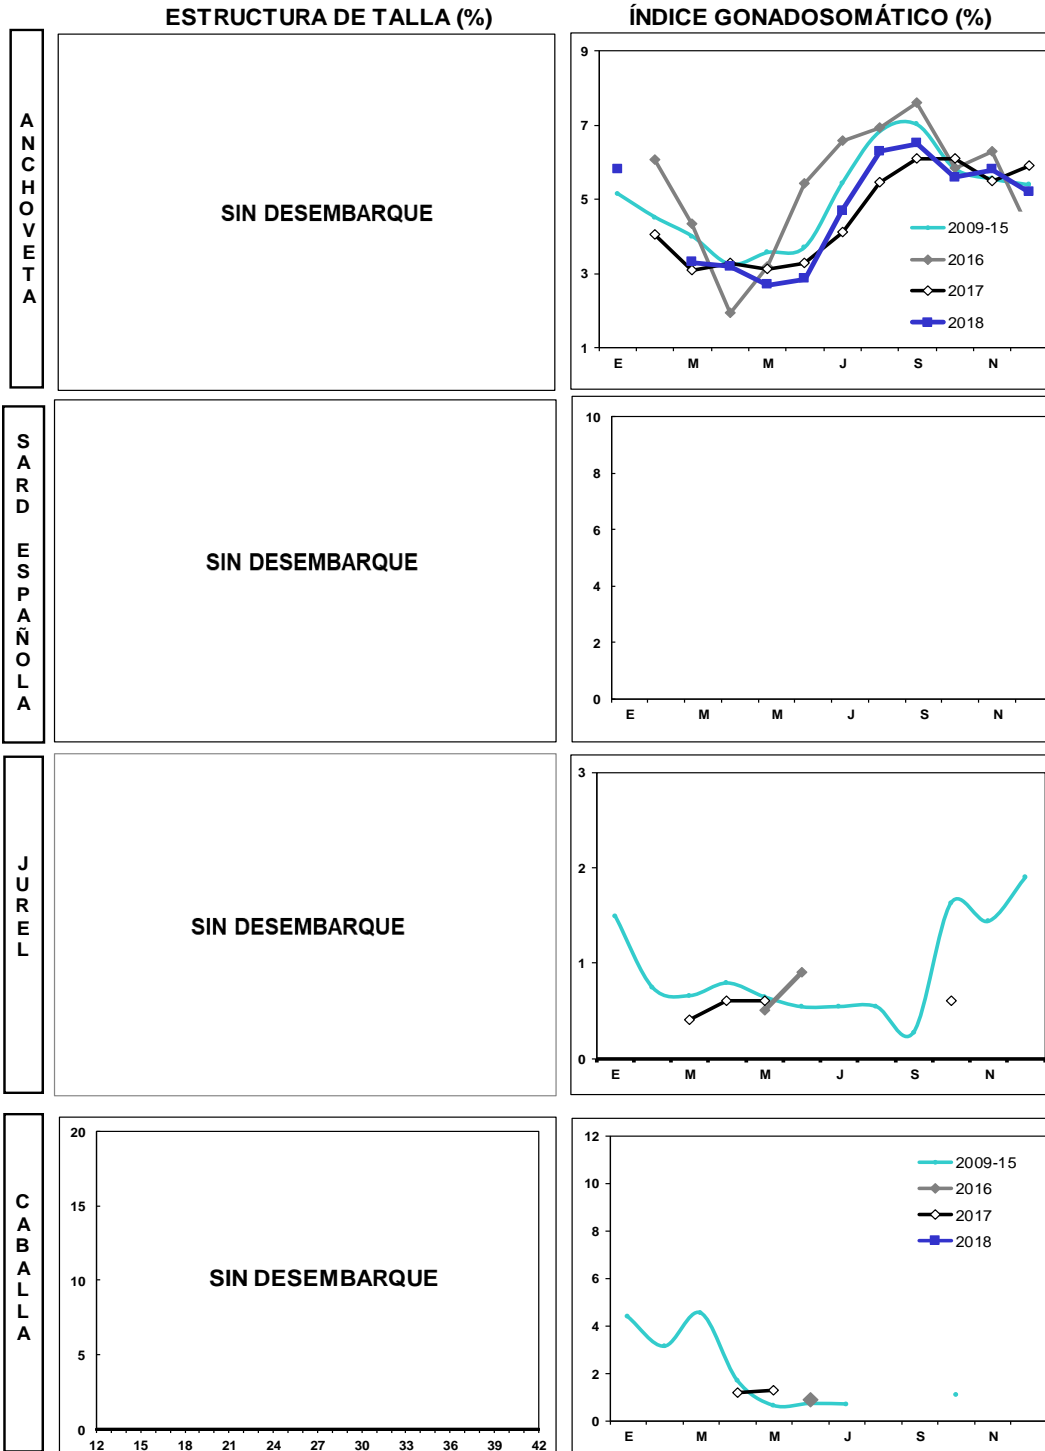 ESTRUCTURA DE TALLA (%)
ÍNDICE GONADOSOMÁTICO (%)
ANCHOVETA
SIN DESEMBARQUE
9
7
5
3
1
E M M J S N
2009-15
2016
2017
2018
SARD ESPAÑOLA
SIN DESEMBARQUE
10
8
6
4
2
0
E M M J S N
JUREL
SIN DESEMBARQUE
3
2
1
0
E M M J S N
CABALLA
20
15
10
5
0
SIN DESEMBARQUE
12 15 18 21 24 27 30 33 36 39 42
12
10
8
6
4
2
0
2009-15
2016
2017
2018
E M M J S N